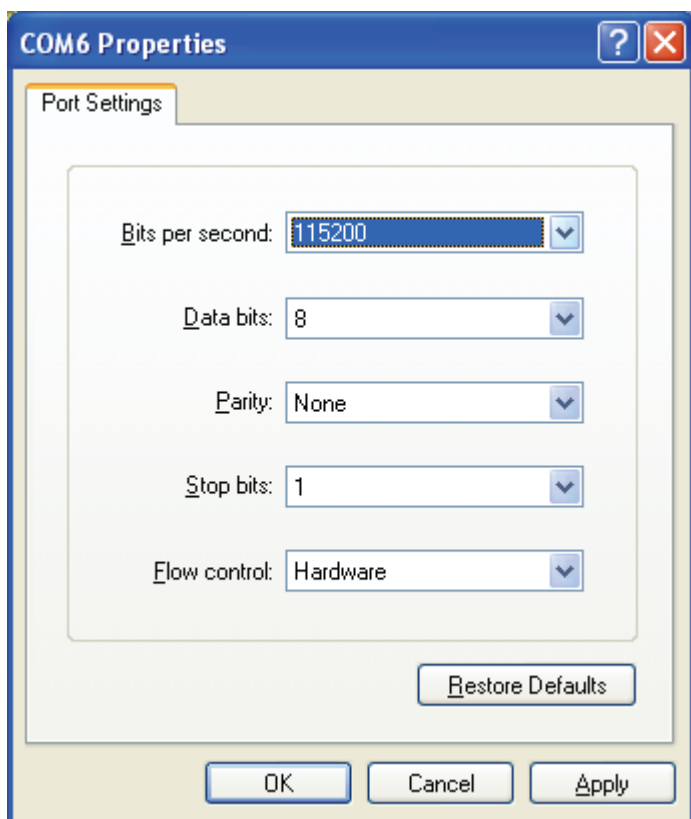 COM6 Properties
?
Port Settings
Bits per second: 115200
Data bits: 8
Parity: None
Stop bits: 1
Flow control: Hardware
Restore Defaults
OK Cancel Apply